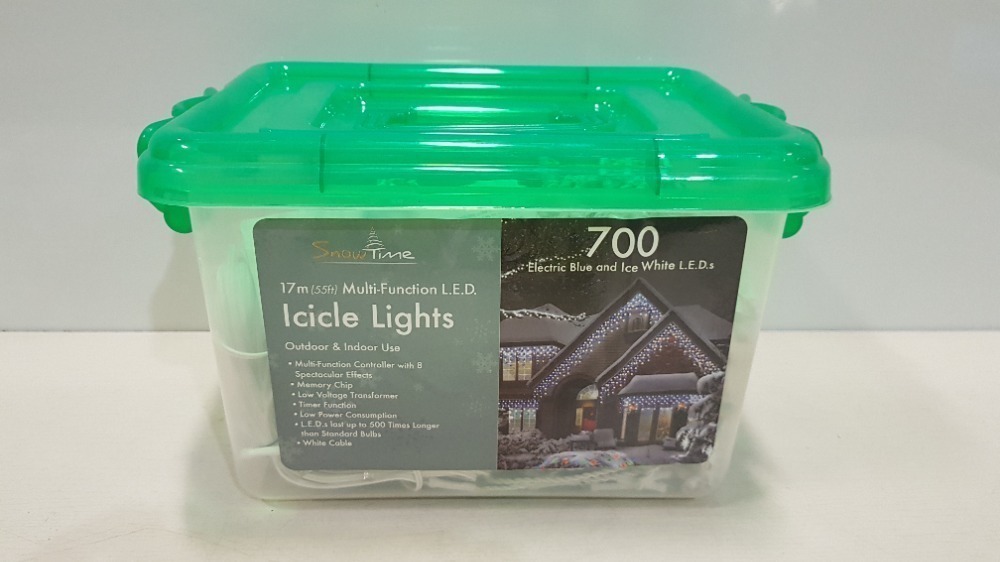 SnowTime
17m (55ft) Multi-Function L.E.D.
Icicle Lights
Outdoor & Indoor Use
• Multi-Function Controller with 8
Spectacular Effects
• Memory Chip
• Low Voltage Transformer
• Timer Function
• Low Power Consumption
• L.E.D.s last up to 500 Times Longer
than Standard Bulbs
• White Cable
700
Electric Blue and Ice White L.E.D.s